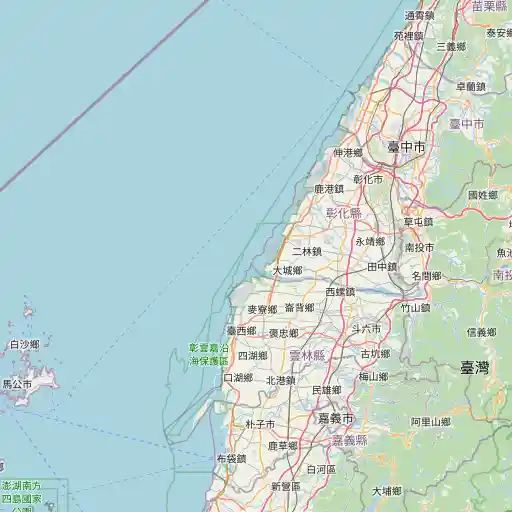 苗栗縣
通霄鎮
苑裡鎮
泰安鄉
三義鄉
卓蘭鎮
臺中市
臺中市
伸港鄉
彰化市
鹿港鎮
國姓鄉
彰化縣
草屯鎮
永靖鄉
南投市
二林鎮
魚池
田中鎮
大城鄉
名間鄉
南投
西螺鎮
麥寮鄉
崙背鄉
竹山鎮
臺西鄉
褒忠鄉
斗六市
信義鄉
白沙鄉
彰雲嘉沿
海保護區
四湖鄉
雲林縣
古坑鄉
臺灣
馬公市
口湖鄉
北港鎮
梅山鄉
民雄鄉
朴子市
嘉義市
阿里山鄉
嘉義縣
鹿草鄉
布袋鎮
白河區
澎湖南方
四島國家
公園
新營區
大埔鄉